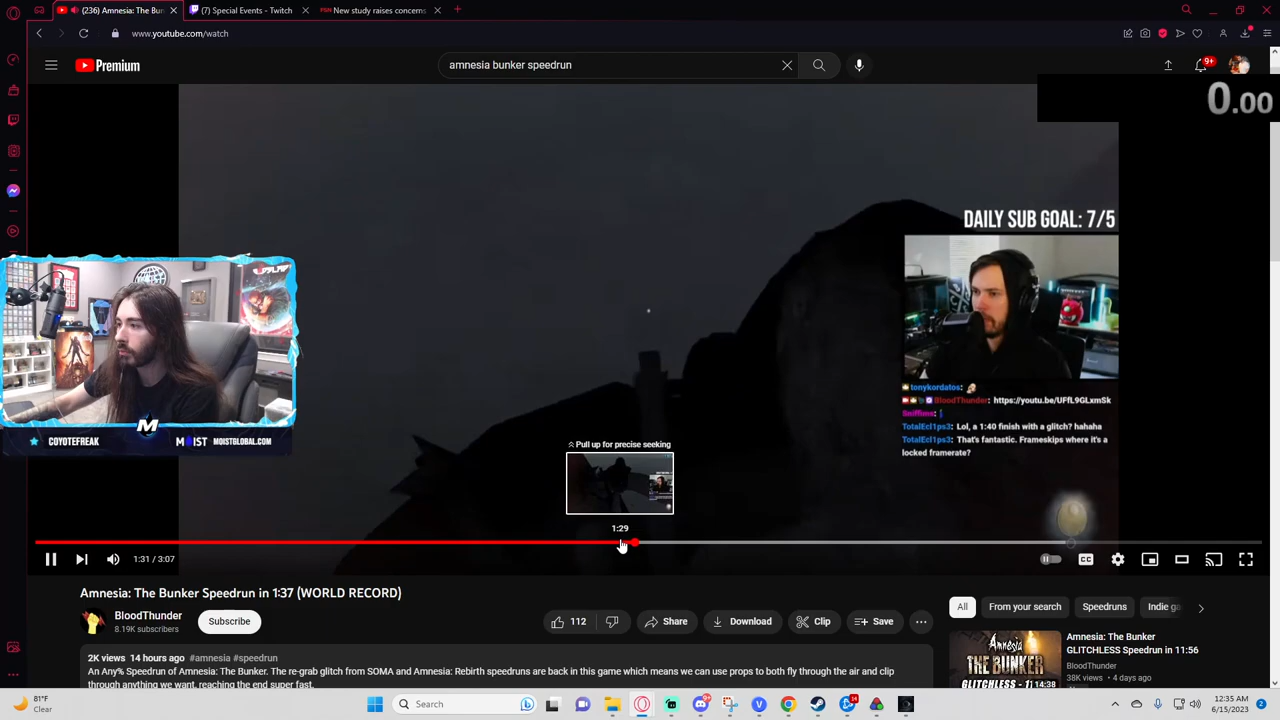 (236) Amnesia: The Bun
(7) Special Events - Twitch
New study raises concerns
www.youtube.com/watch
Premium
amnesia bunker speedrun
9+
0.00
DAILY SUB GOAL: 7/5
tonykordatos:
BloodThunder: https://youtu.be/UFfL9GLxmSk
Sniffims:
TotalEcl1ps3: Lol, a 1:40 finish with a glitch? hahaha
TotalEcl1ps3: That's fantastic. Frameskips where it's a
locked framerate?
COYOTEFREAK
M
MOIST
MOISTGLOBAL.COM
Pull up for precise seeking
1:29
1:31 / 3:07
CC
Amnesia: The Bunker Speedrun in 1:37 (WORLD RECORD)
BloodThunder
8.19K subscribers
Subscribe
112
Share
Download
Clip
Save
All
From your search
Speedruns
Indie ga
2K views 14 hours ago #amnesia #speedrun
An Any% Speedrun of Amnesia: The Bunker. The re-grab glitch from SOMA and Amnesia: Rebirth speedruns are back in this game which means we can use props to both fly through the air and clip
through anything we want, reaching the end super fast.
Amnesia: The Bunker
GLITCHLESS Speedrun in 11:56
BloodThunder
38K views • 4 days ago
14:38
81°F
Clear
Search
12:35 AM
6/15/2023